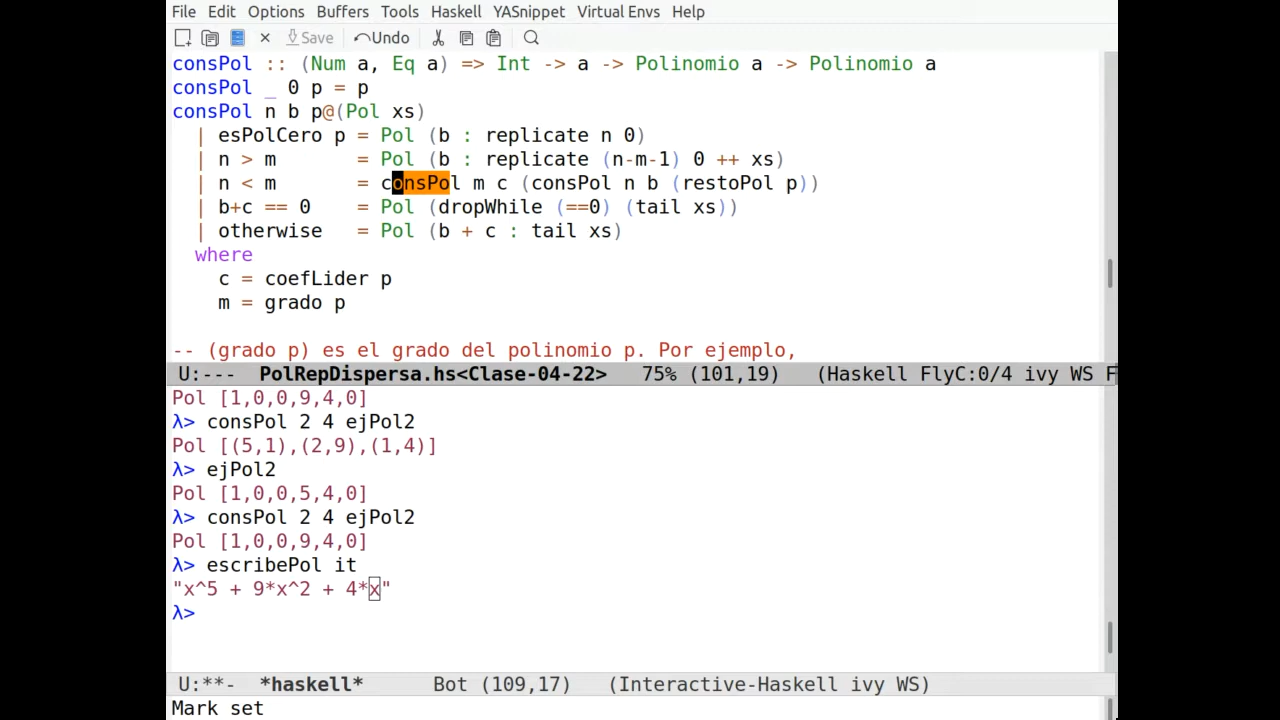 File Edit Options Buffers Tools Haskell YASnippet Virtual Envs Help
Save Undo
consPol :: (Num a, Eq a) => Int -> a -> Polinomio a -> Polinomio a
consPol _ 0 p = p
consPol n b p@(Pol xs)
| esPolCero p = Pol (b : replicate n 0)
| n > m = Pol (b : replicate (n-m-1) 0 ++ xs)
| n < m = consPol m c (consPol n b (restoPol p))
| b+c == 0 = Pol (dropWhile (==0) (tail xs))
| otherwise = Pol (b + c : tail xs)
where
c = coefLider p
m = grado p
-- (grado p) es el grado del polinomio p. Por ejemplo,
U:--- PolRepDispersa.hs<Clase-04-22> 75% (101,19) (Haskell FlyC:0/4 ivy WS F
Pol [1,0,0,9,4,0]
λ> consPol 2 4 ejPol2
Pol [(5,1),(2,9),(1,4)]
λ> ejPol2
Pol [1,0,0,5,4,0]
λ> consPol 2 4 ejPol2
Pol [1,0,0,9,4,0]
λ> escribePol it
"x^5 + 9*x^2 + 4*x"
λ>
U:**- *haskell* Bot (109,17) (Interactive-Haskell ivy WS)
Mark set